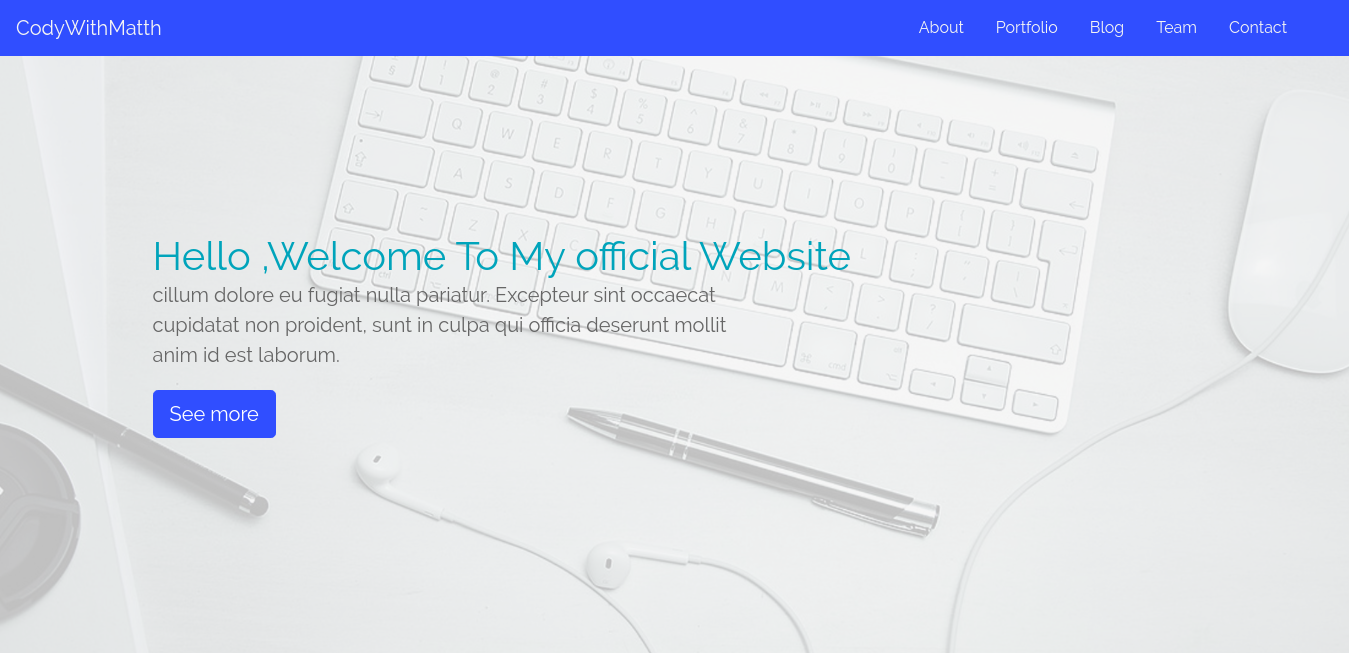 CodyWithMatth
About Portfolio Blog Team Contact
Hello ,Welcome To My official Website
cillum dolore eu fugiat nulla pariatur. Excepteur sint occaecat
cupidatat non proident, sunt in culpa qui officia deserunt mollit
anim id est laborum.
See more